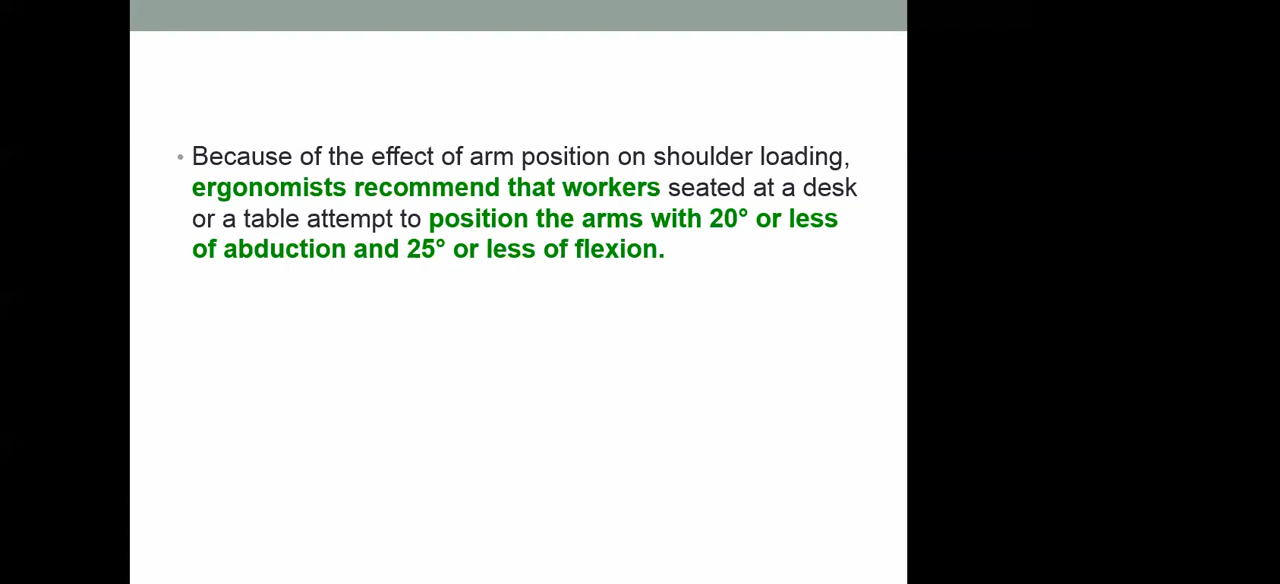 • Because of the effect of arm position on shoulder loading,
ergonomists recommend that workers seated at a desk
or a table attempt to position the arms with 20° or less
of abduction and 25° or less of flexion.